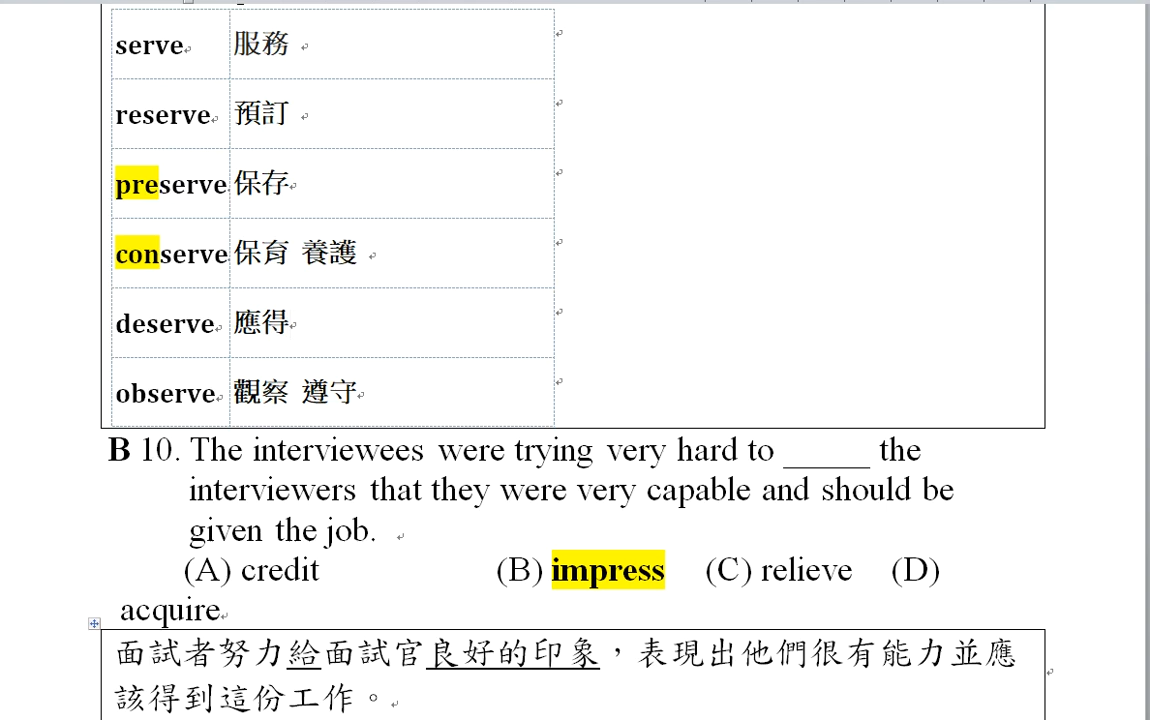 serve 服務
reserve 預訂
preserve 保存
conserve 保育 養護
deserve 應得
observe 觀察 遵守
B 10. The interviewees were trying very hard to ______ the
interviewers that they were very capable and should be
given the job.
(A) credit (B) impress (C) relieve (D)
acquire
面試者努力給面試官良好的印象，表現出他們很有能力並應
該得到這份工作。